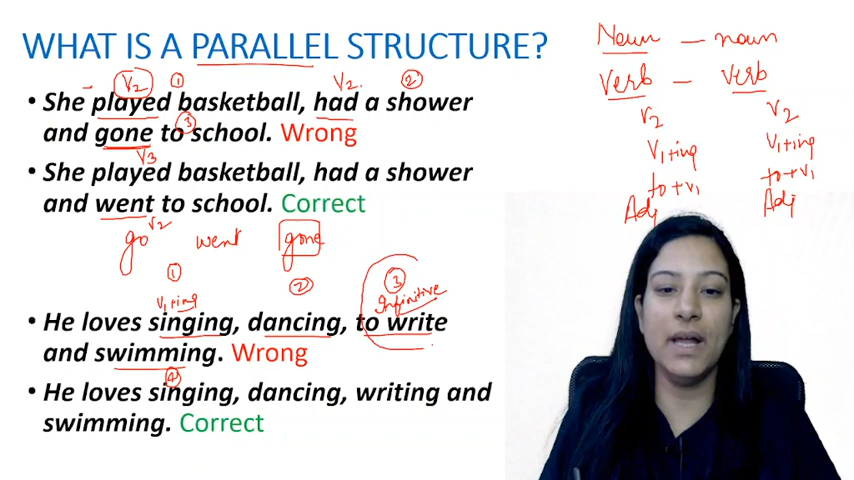 WHAT IS A PARALLEL STRUCTURE?
Noun – noun
Verb – Verb
V2 V2
V1+ing V1+ing
to+V1 to+V1
Adj Adj
V2 1 V2. 2
• She played basketball, had a shower
and gone to school. Wrong
3
V3
She played basketball, had a shower
and went to school. Correct
V2
go went gone
1 2 3
V1+ing Infinitive
• He loves singing, dancing, to write
and swimming. Wrong
4
• He loves singing, dancing, writing and
swimming. Correct